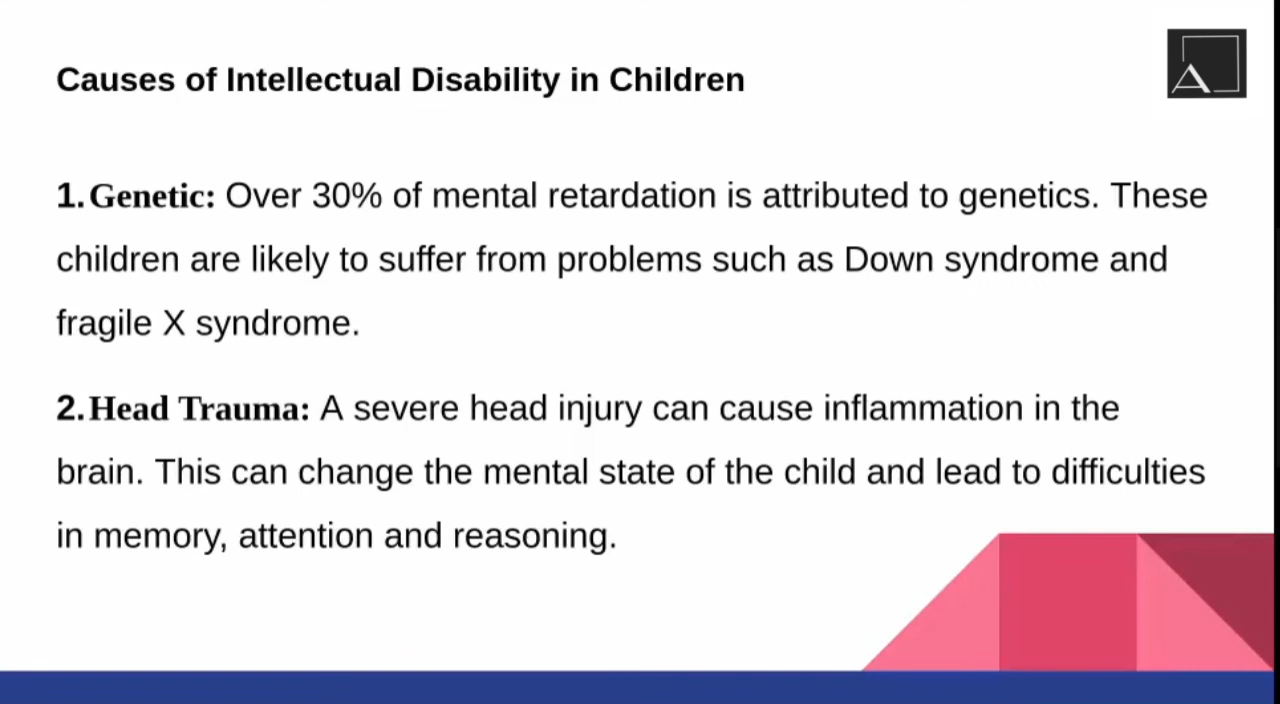 Causes of Intellectual Disability in Children
A
1. Genetic: Over 30% of mental retardation is attributed to genetics. These
children are likely to suffer from problems such as Down syndrome and
fragile X syndrome.
2. Head Trauma: A severe head injury can cause inflammation in the
brain. This can change the mental state of the child and lead to difficulties
in memory, attention and reasoning.